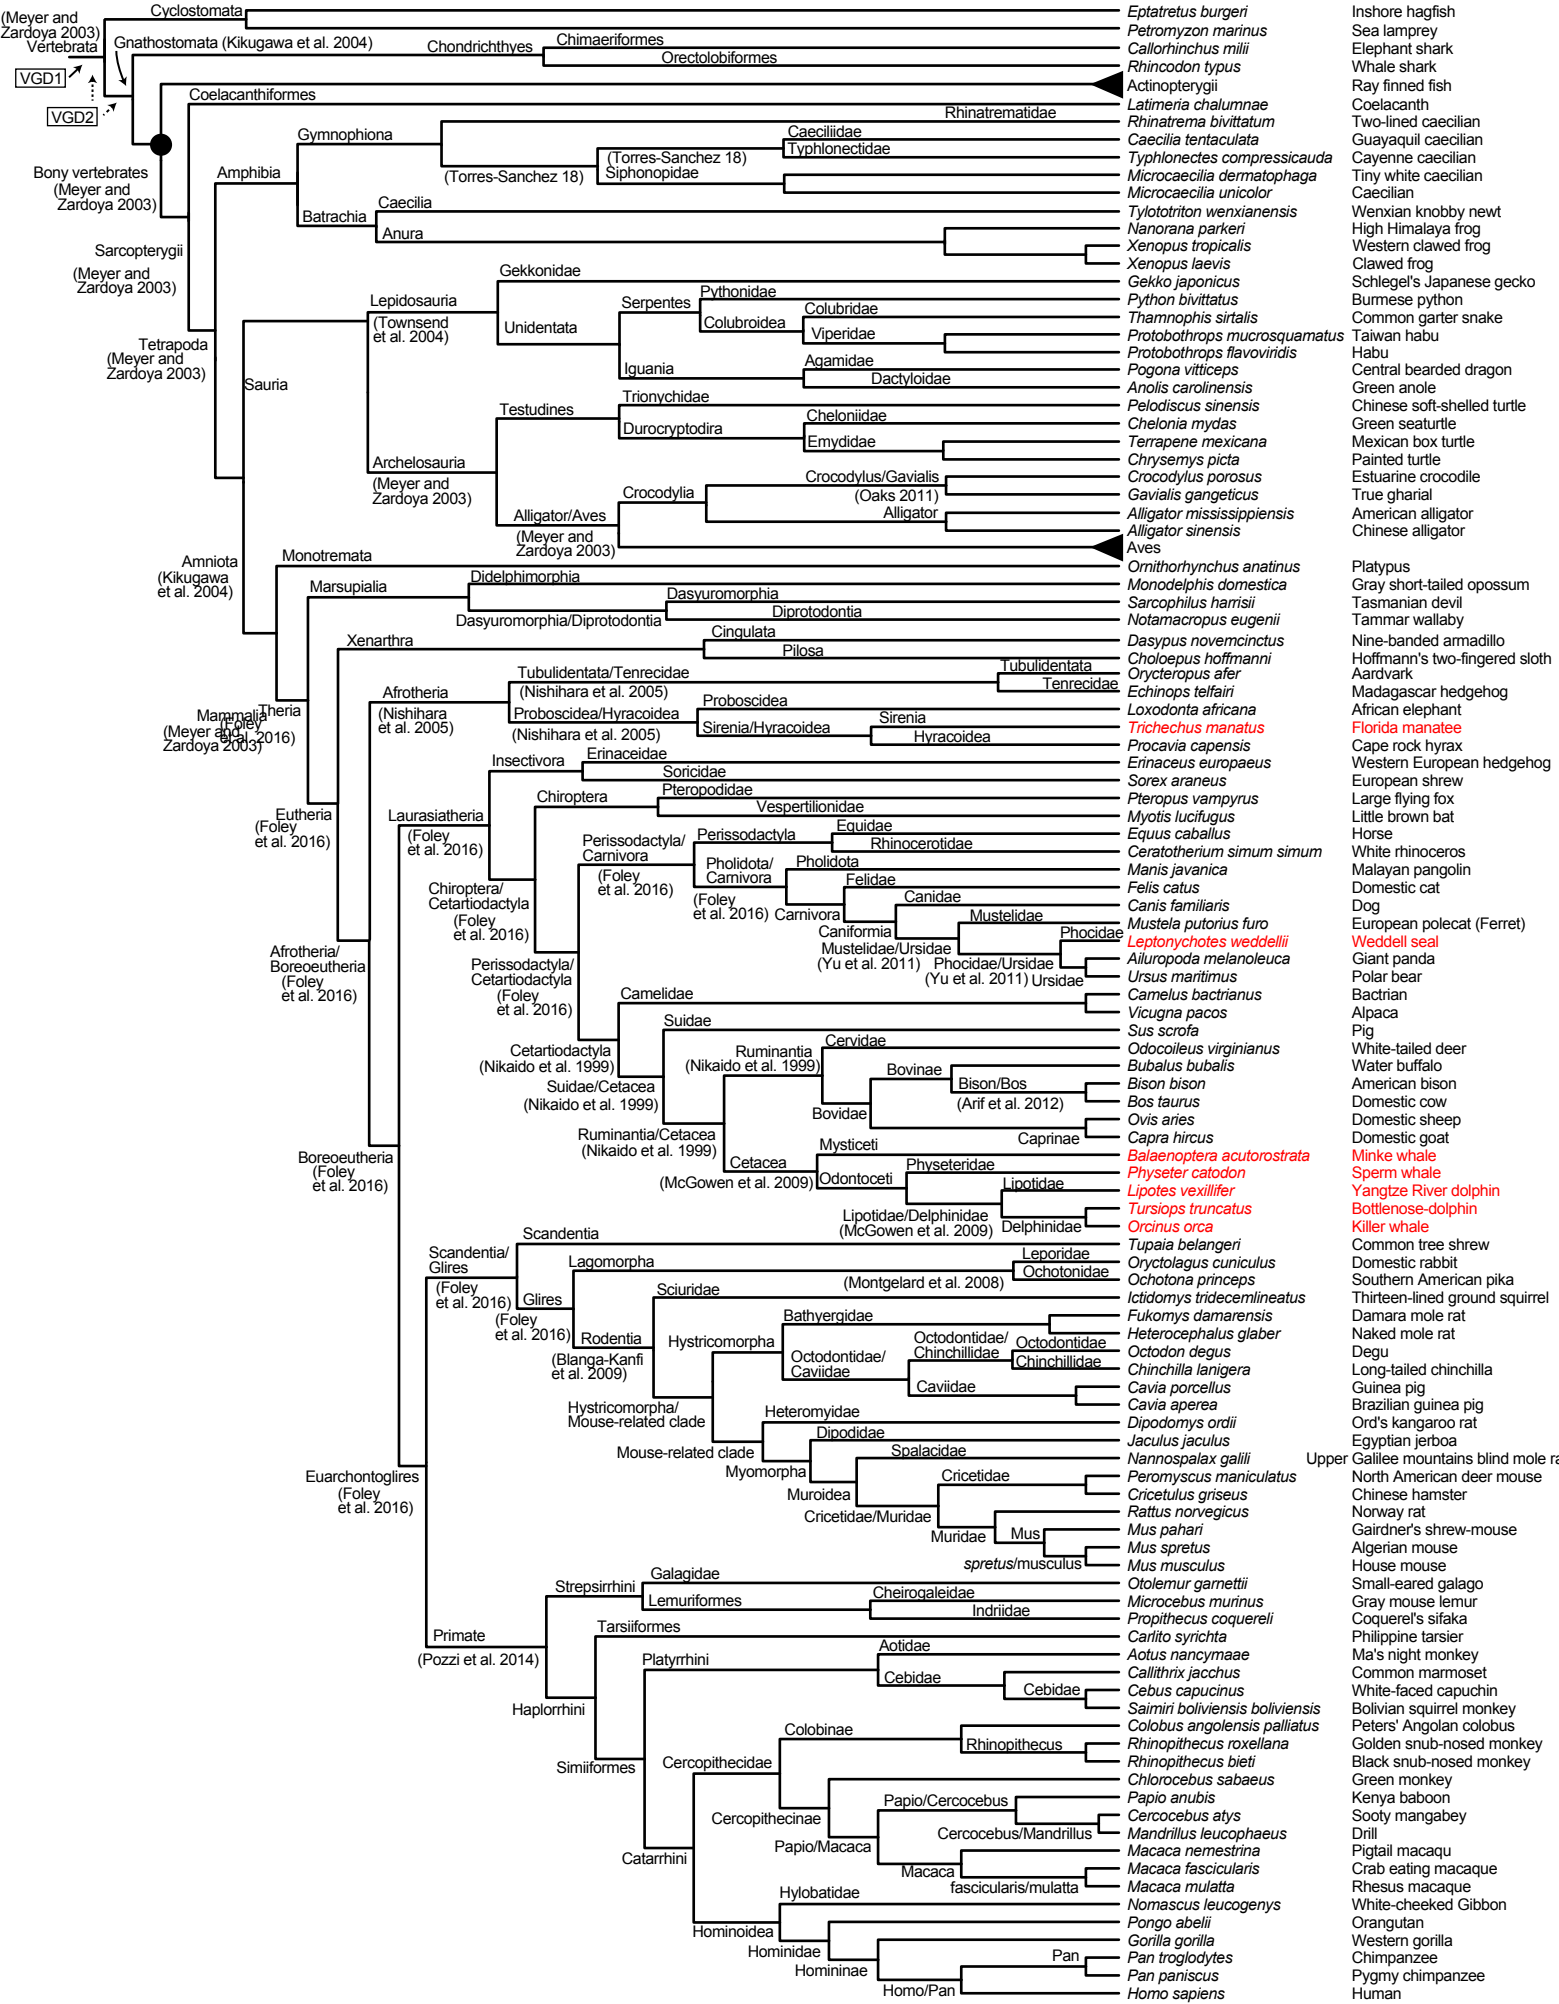 (Meyer and
Zardoya 2003)
Vertebrata
Cyclostomata
Eptatretus burgeri Inshore hagfish
Petromyzon marinus Sea lamprey
Gnathostomata (Kikugawa et al. 2004)
Chondrichthyes
Chimaeriformes
Callorhinchus milii Elephant shark
Orectolobiformes
Rhincodon typus Whale shark
VGD1
VGD2
Actinopterygii Ray finned fish
Coelacanthiformes
Latimeria chalumnae Coelacanth
Bony vertebrates
(Meyer and
Zardoya 2003)
Rhinatrematidae
Rhinatrema bivittatum Two-lined caecilian
Gymnophiona
Caeciliidae
Caecilia tentaculata Guayaquil caecilian
Typhlonectidae
(Torres-Sanchez 18)
Typhlonectes compressicauda Cayenne caecilian
Amphibia
(Torres-Sanchez 18)
Siphonopidae
Microcaecilia dermatophaga Tiny white caecilian
Microcaecilia unicolor Caecilian
Caecilia
Batrachia
Tylototriton wenxianensis Wenxian knobby newt
Anura
Nanorana parkeri High Himalaya frog
Xenopus tropicalis Western clawed frog
Xenopus laevis Clawed frog
Sarcopterygii
(Meyer and
Zardoya 2003)
Gekkonidae
Gekko japonicus Schlegel's Japanese gecko
Lepidosauria
(Townsend
et al. 2004)
Unidentata
Serpentes
Pythonidae
Python bivittatus Burmese python
Colubroidea
Colubridae
Thamnophis sirtalis Common garter snake
Viperidae
Protobothrops mucrosquamatus Taiwan habu
Protobothrops flavoviridis Habu
Tetrapoda
(Meyer and
Zardoya 2003)
Sauria
Iguania
Agamidae
Pogona vitticeps Central bearded dragon
Dactyloidae
Anolis carolinensis Green anole
Testudines
Trionychidae
Pelodiscus sinensis Chinese soft-shelled turtle
Durocryptodira
Cheloniidae
Chelonia mydas Green seaturtle
Emydidae
Terrapene mexicana Mexican box turtle
Chrysemys picta Painted turtle
Archelosauria
(Meyer and
Zardoya 2003)
Crocodylia
Crocodylus/Gavialis
(Oaks 2011)
Crocodylus porosus Estuarine crocodile
Gavialis gangeticus True gharial
Alligator/Aves
(Meyer and
Zardoya 2003)
Alligator
Alligator mississippiensis American alligator
Alligator sinensis Chinese alligator
Aves
Amniota
(Kikugawa
et al. 2004)
Monotremata
Ornithorhynchus anatinus Platypus
Marsupialia
Didelphimorphia
Monodelphis domestica Gray short-tailed opossum
Dasyuromorphia/Diprotodontia
Dasyuromorphia
Sarcophilus harrisii Tasmanian devil
Diprotodontia
Notamacropus eugenii Tammar wallaby
Xenarthra
Cingulata
Dasypus novemcinctus Nine-banded armadillo
Pilosa
Choloepus hoffmanni Hoffmann's two-fingered sloth
Mammalia
(Meyer and
Zardoya 2003)
Theria
(Foley
et al. 2016)
Afrotheria
(Nishihara
et al. 2005)
Tubulidentata/Tenrecidae
(Nishihara et al. 2005)
Tubulidentata
Orycteropus afer Aardvark
Tenrecidae
Echinops telfairi Madagascar hedgehog
Proboscidea/Hyracoidea
(Nishihara et al. 2005)
Proboscidea
Loxodonta africana African elephant
Sirenia/Hyracoidea
Sirenia
Trichechus manatus Florida manatee
Hyracoidea
Procavia capensis Cape rock hyrax
Insectivora
Erinaceidae
Erinaceus europaeus Western European hedgehog
Soricidae
Sorex araneus European shrew
Eutheria
(Foley
et al. 2016)
Laurasiatheria
(Foley
et al. 2016)
Chiroptera
Pteropodidae
Pteropus vampyrus Large flying fox
Vespertilionidae
Myotis lucifugus Little brown bat
Chiroptera/
Cetartiodactyla
(Foley
et al. 2016)
Perissodactyla/
Carnivora
(Foley
et al. 2016)
Perissodactyla
Equidae
Equus caballus Horse
Rhinocerotidae
Ceratotherium simum simum White rhinoceros
Pholidota/
Carnivora
(Foley
et al. 2016)
Pholidota
Manis javanica Malayan pangolin
Carnivora
Felidae
Felis catus Domestic cat
Caniformia
Canidae
Canis familiaris Dog
Mustelidae/Ursidae
(Yu et al. 2011)
Mustelidae
Mustela putorius furo European polecat (Ferret)
Phocidae/Ursidae
(Yu et al. 2011)
Phocidae
Leptonychotes weddellii Weddell seal
Ursidae
Ailuropoda melanoleuca Giant panda
Ursus maritimus Polar bear
Afrotheria/
Boreoeutheria
(Foley
et al. 2016)
Perissodactyla/
Cetartiodactyla
(Foley
et al. 2016)
Camelidae
Camelus bactrianus Bactrian
Vicugna pacos Alpaca
Cetartiodactyla
(Nikaido et al. 1999)
Suidae
Sus scrofa Pig
Suidae/Cetacea
(Nikaido et al. 1999)
Ruminantia
(Nikaido et al. 1999)
Cervidae
Odocoileus virginianus White-tailed deer
Bovidae
Bovinae
Bubalus bubalis Water buffalo
Bison/Bos
(Arif et al. 2012)
Bison bison American bison
Bos taurus Domestic cow
Caprinae
Ovis aries Domestic sheep
Capra hircus Domestic goat
Ruminantia/Cetacea
(Nikaido et al. 1999)
Cetacea
(McGowen et al. 2009)
Mysticeti
Balaenoptera acutorostrata Minke whale
Odontoceti
Physeteridae
Physeter catodon Sperm whale
Lipotidae/Delphinidae
(McGowen et al. 2009)
Lipotidae
Lipotes vexillifer Yangtze River dolphin
Delphinidae
Tursiops truncatus Bottlenose-dolphin
Orcinus orca Killer whale
Boreoeutheria
(Foley
et al. 2016)
Scandentia/
Glires
(Foley
et al. 2016)
Scandentia
Tupaia belangeri Common tree shrew
Glires
(Foley
et al. 2016)
Lagomorpha
(Montgelard et al. 2008)
Leporidae
Oryctolagus cuniculus Domestic rabbit
Ochotonidae
Ochotona princeps Southern American pika
Rodentia
(Blanga-Kanfi
et al. 2009)
Sciuridae
Ictidomys tridecemlineatus Thirteen-lined ground squirrel
Hystricomorpha
Bathyergidae
Fukomys damarensis Damara mole rat
Heterocephalus glaber Naked mole rat
Octodontidae/
Caviidae
Octodontidae/
Chinchillidae
Octodontidae
Octodon degus Degu
Chinchillidae
Chinchilla lanigera Long-tailed chinchilla
Caviidae
Cavia porcellus Guinea pig
Cavia aperea Brazilian guinea pig
Hystricomorpha/
Mouse-related clade
Mouse-related clade
Heteromyidae
Dipodomys ordii Ord's kangaroo rat
Myomorpha
Dipodidae
Jaculus jaculus Egyptian jerboa
Muroidea
Spalacidae
Nannospalax galili Upper Galilee mountains blind mole
Cricetidae/Muridae
Cricetidae
Peromyscus maniculatus North American deer mouse
Cricetulus griseus Chinese hamster
Muridae
Rattus norvegicus Norway rat
Mus
Mus pahari Gairdner's shrew-mouse
spretus/musculus
Mus spretus Algerian mouse
Mus musculus House mouse
Euarchontoglires
(Foley
et al. 2016)
Primate
(Pozzi et al. 2014)
Strepsirrhini
Galagidae
Otolemur garnettii Small-eared galago
Lemuriformes
Cheirogaleidae
Microcebus murinus Gray mouse lemur
Indriidae
Propithecus coquereli Coquerel's sifaka
Haplorrhini
Tarsiiformes
Carlito syrichta Philippine tarsier
Simiiformes
Platyrrhini
Aotidae
Aotus nancymaae Ma's night monkey
Cebidae
Callithrix jacchus Common marmoset
Cebidae
Cebus capucinus White-faced capuchin
Saimiri boliviensis boliviensis Bolivian squirrel monkey
Catarrhini
Cercopithecidae
Colobinae
Colobus angolensis palliatus Peters' Angolan colobus
Rhinopithecus
Rhinopithecus roxellana Golden snub-nosed monkey
Rhinopithecus bieti Black snub-nosed monkey
Cercopithecinae
Chlorocebus sabaeus Green monkey
Papio/Macaca
Papio/Cercocebus
Papio anubis Kenya baboon
Cercocebus/Mandrillus
Cercocebus atys Sooty mangabey
Mandrillus leucophaeus Drill
Macaca
Macaca nemestrina Pigtail macaqu
fascicularis/mulatta
Macaca fascicularis Crab eating macaque
Macaca mulatta Rhesus macaque
Hominoidea
Hylobatidae
Nomascus leucogenys White-cheeked Gibbon
Hominidae
Pongo abelii Orangutan
Homininae
Gorilla gorilla Western gorilla
Homo/Pan
Pan
Pan troglodytes Chimpanzee
Pan paniscus Pygmy chimpanzee
Homo sapiens Human